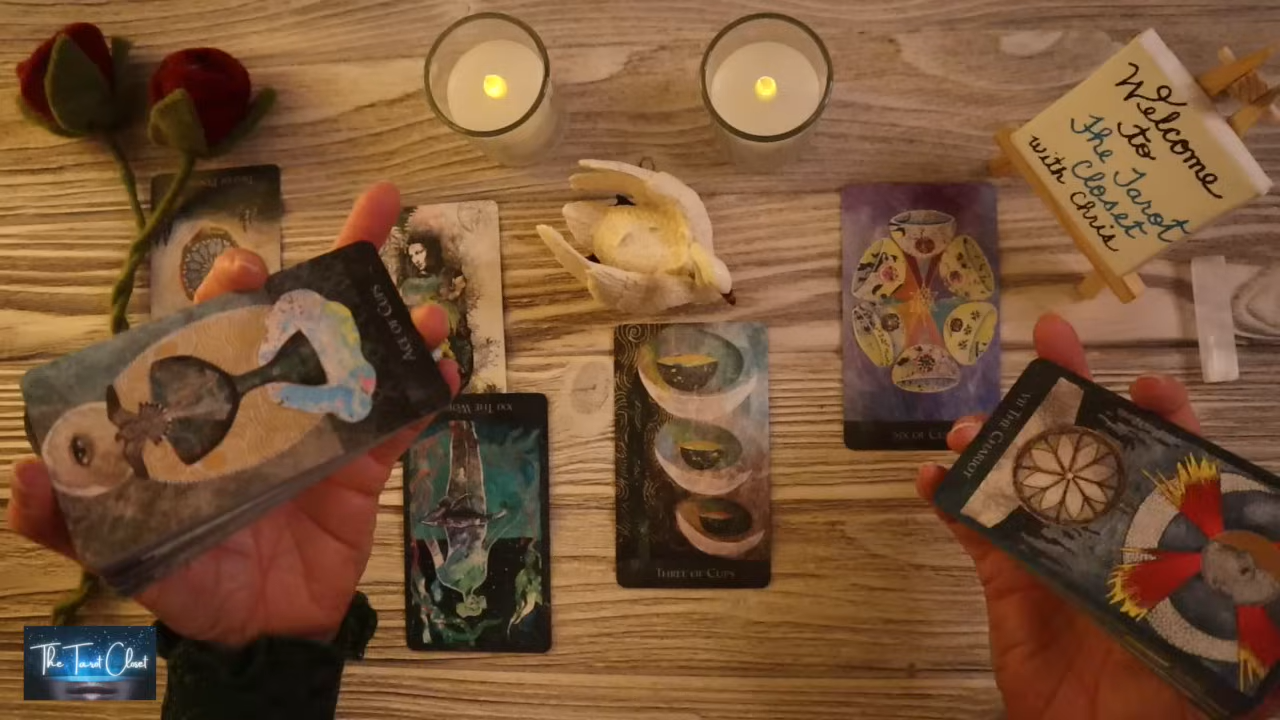 Welcome
to
The Tarot
Closet
with Chris
ACE OF CUPS
XXI THE WO
VII THE CHARIOT
THREE OF CUPS
The Tarot Closet